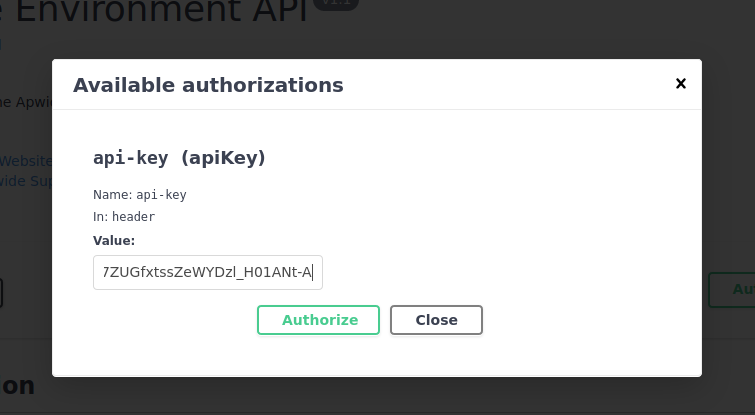 Environment API v1.1
Available authorizations
x
he Apwi
api-key (apiKey)
Website
Name: api-key
wide Sup
In: header
Value:
7ZUGfxtssZeWYDzl_H01ANt-A
Au
Authorize Close
on